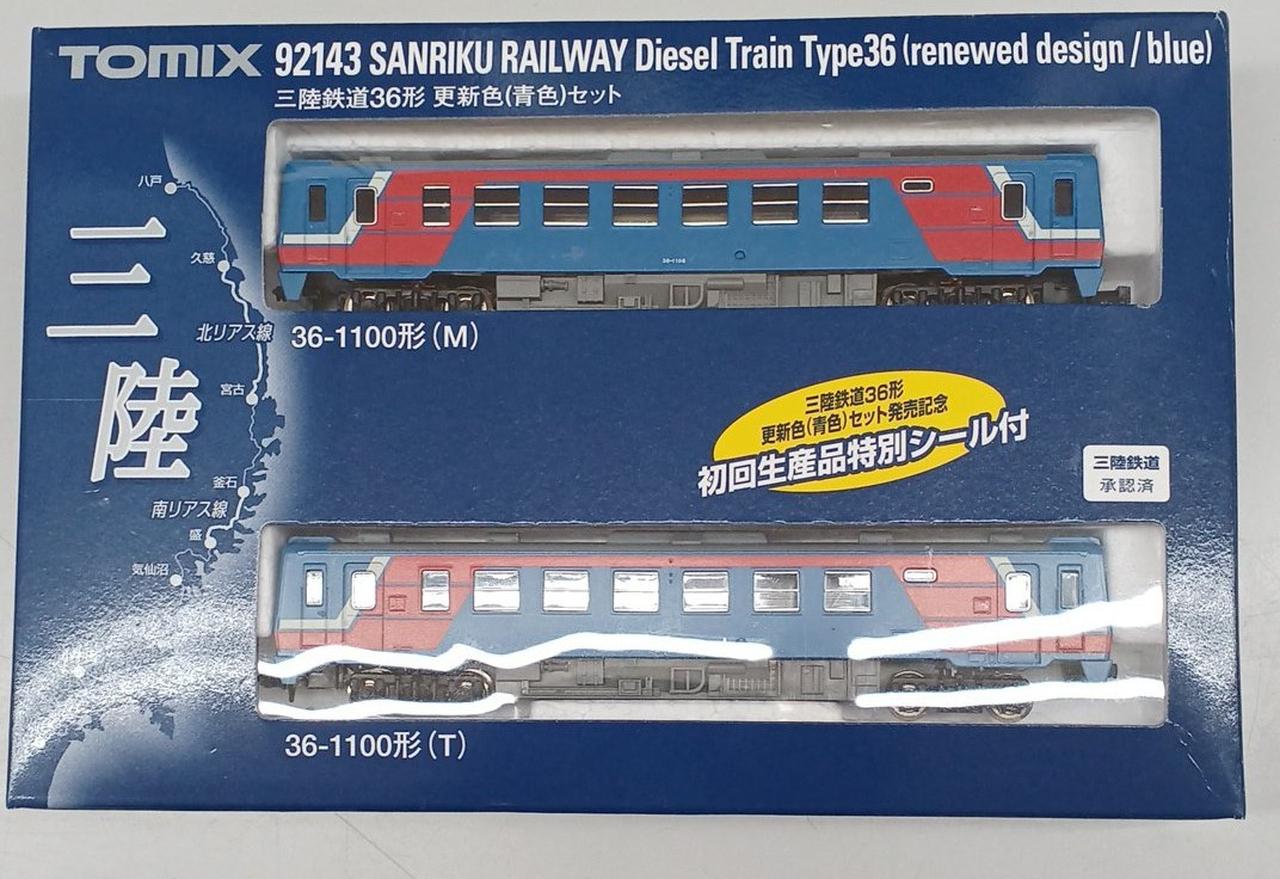 TOMIX 92143 SANRIKU RAILWAY Diesel Train Type36 (renewed design / blue)
三陸鉄道36形 更新色(青色)セット
三陸
八戸
久慈
北リアス線
宮古
釜石
南リアス線
盛
気仙沼
36-1106
36-1100形(M)
三陸鉄道36形
更新色(青色)セット発売記念
初回生産品特別シール付
三陸鉄道
承認済
36-1100形(T)